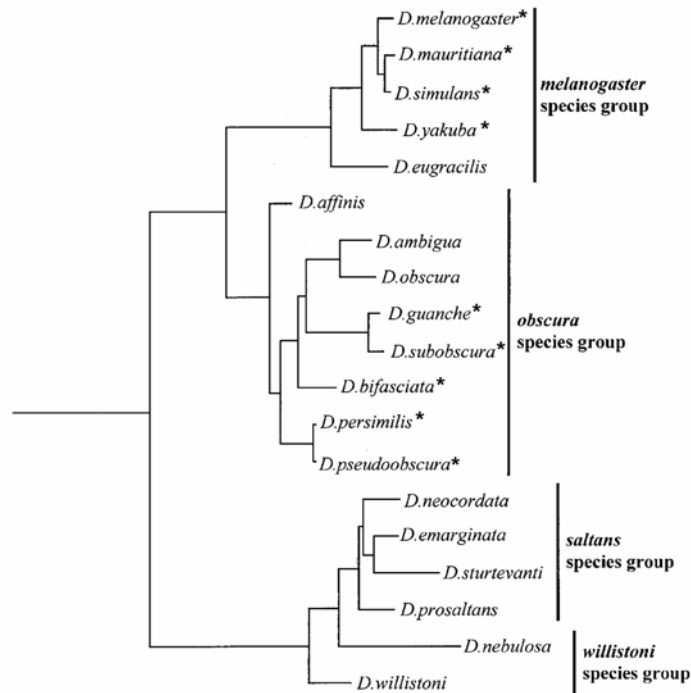 D.melanogaster*
D.mauritiana*
D.simulans*
D.yakuba*
D.eugracilis
melanogaster
species group
D.affinis
D.ambigua
D.obscura
D.guanche*
D.subobscura*
D.bifasciata*
D.persimilis*
D.pseudoobscura*
obscura
species group
D.neocordata
D.emarginata
D.sturtevanti
D.prosaltans
saltans
species group
D.nebulosa
D.willistoni
willistoni
species group